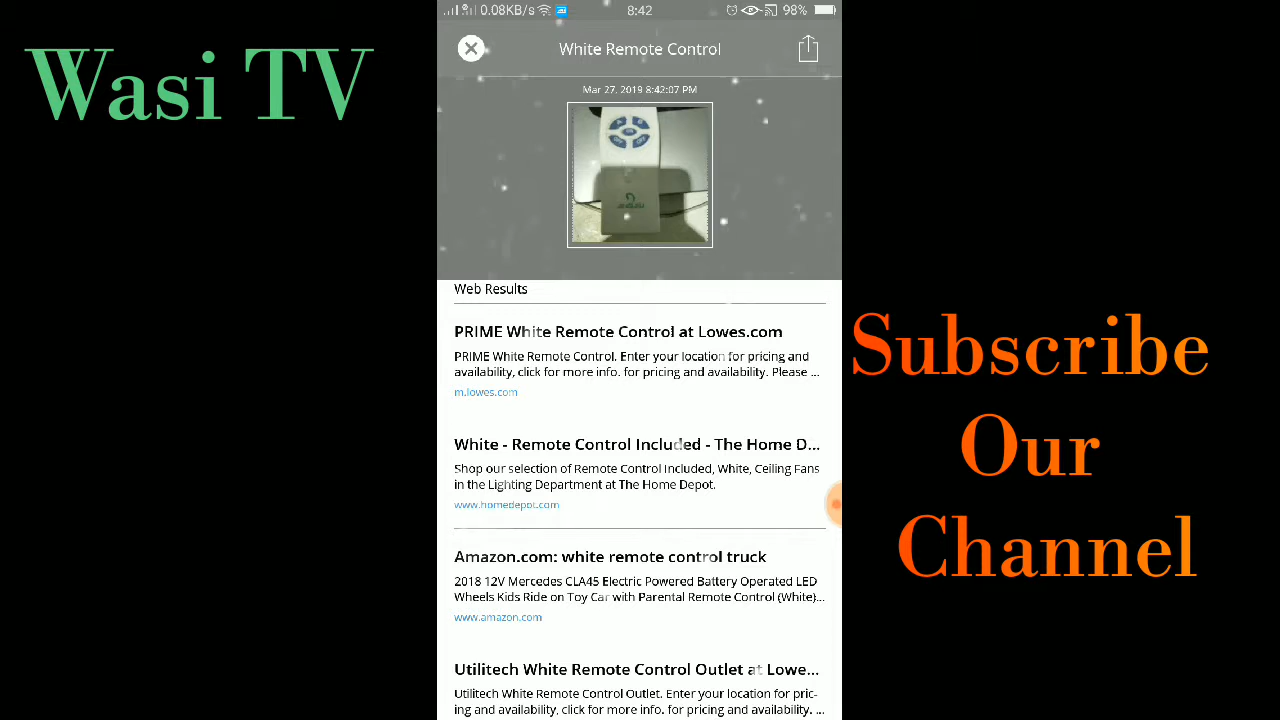 Wasi TV
0.08KB/s
8:42
98%
White Remote Control
Mar 27, 2019 8:42:07 PM
Web Results
PRIME White Remote Control at Lowes.com
PRIME White Remote Control. Enter your location for pricing and
availability, click for more info. for pricing and availability. Please ...
m.lowes.com
White - Remote Control Included - The Home D...
Shop our selection of Remote Control Included, White, Ceiling Fans
in the Lighting Department at The Home Depot.
www.homedepot.com
Amazon.com: white remote control truck
2018 12V Mercedes CLA45 Electric Powered Battery Operated LED
Wheels Kids Ride on Toy Car with Parental Remote Control (White)...
www.amazon.com
Utilitech White Remote Control Outlet at Lowe...
Utilitech White Remote Control Outlet. Enter your location for pric-
ing and availability, click for more info. for pricing and availability. ...
Subscribe
Our
Channel